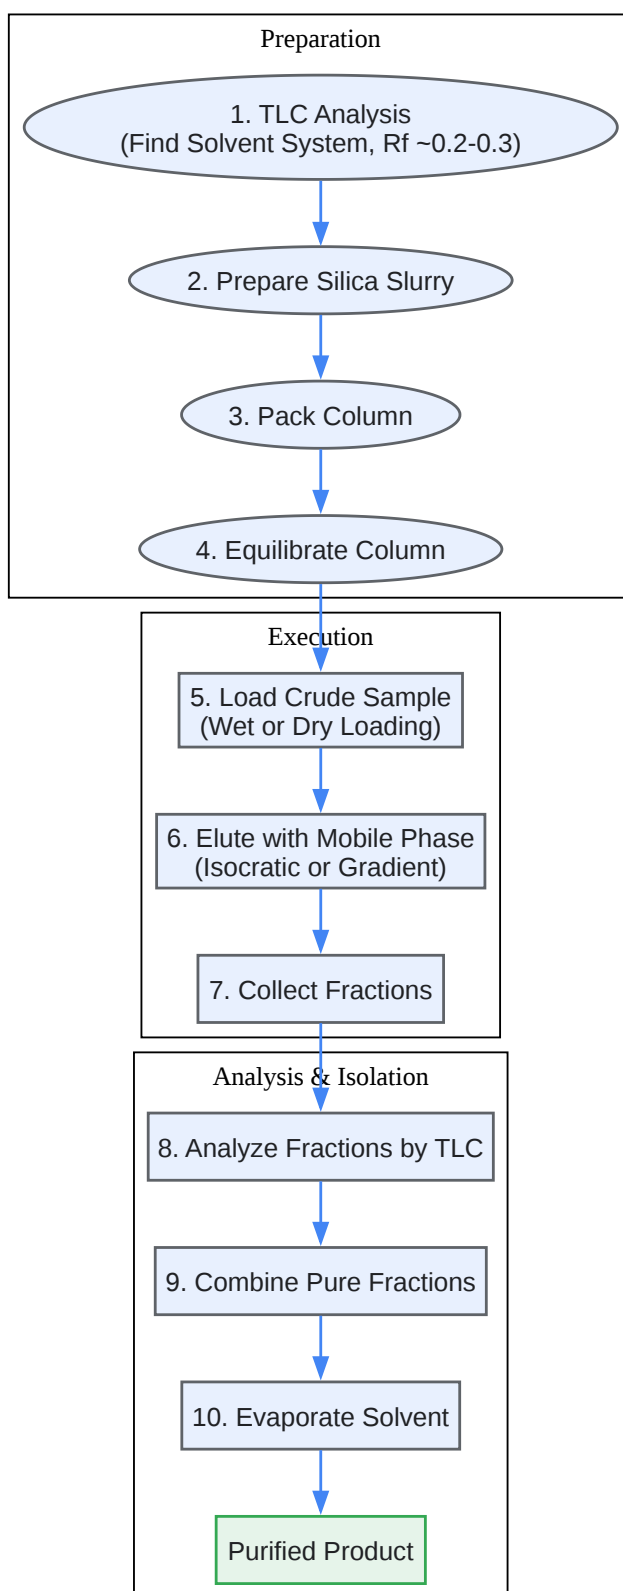 Preparation
1. TLC Analysis
(Find Solvent System, Rf ~0.2-0.3)
2. Prepare Silica Slurry
3. Pack Column
4. Equilibrate Column
Execution
5. Load Crude Sample
(Wet or Dry Loading)
6. Elute with Mobile Phase
(Isocratic or Gradient)
7. Collect Fractions
Analysis & Isolation
8. Analyze Fractions by TLC
9. Combine Pure Fractions
10. Evaporate Solvent
Purified Product